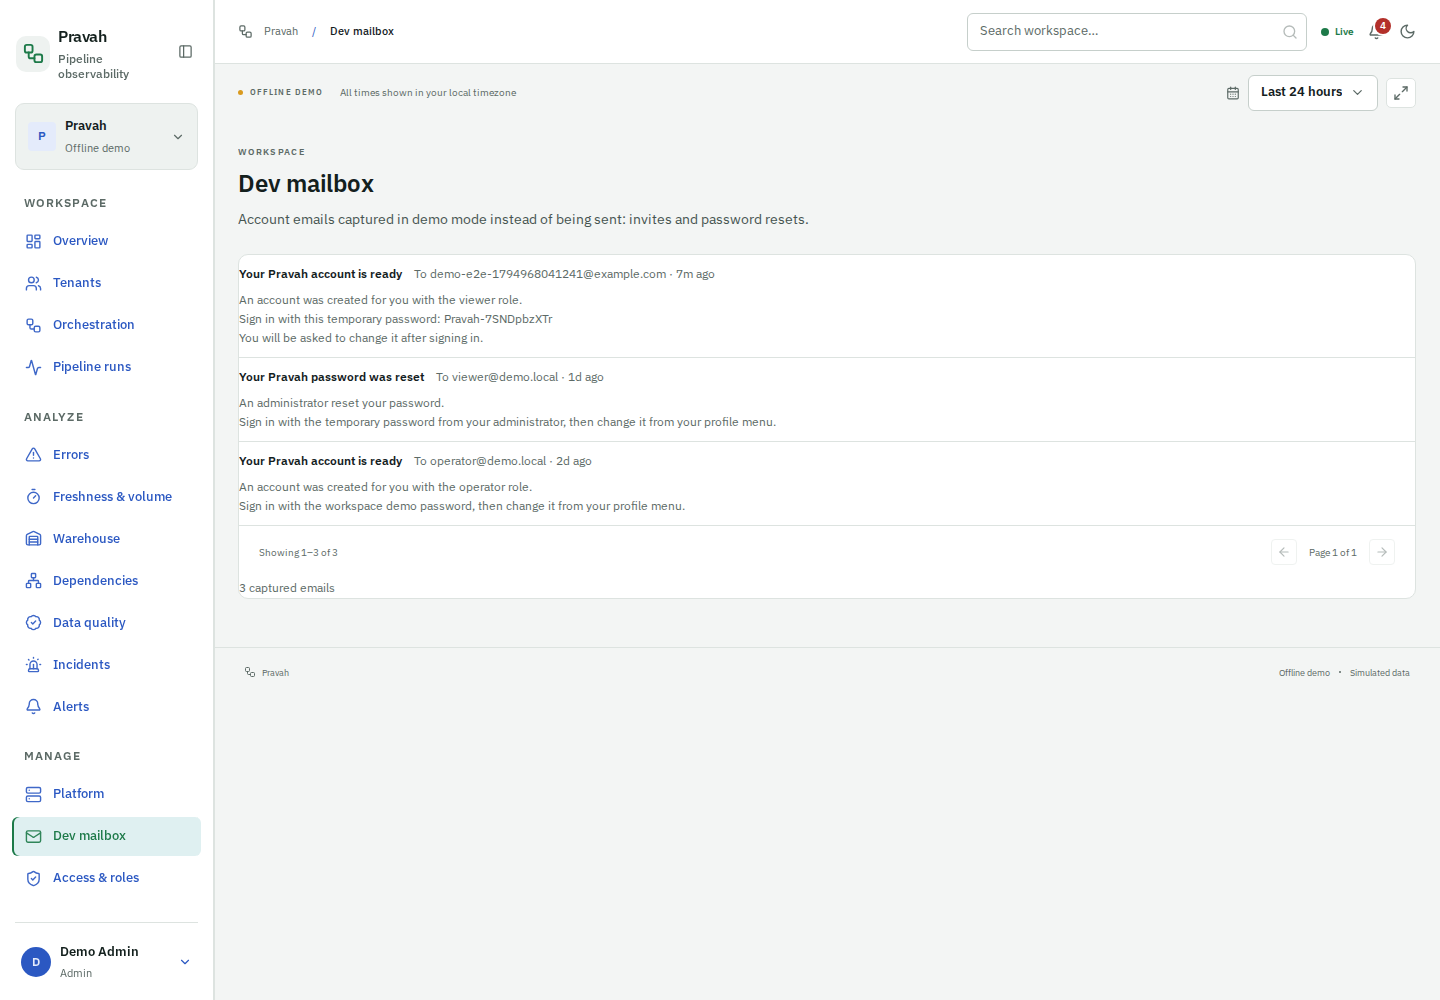 Pravah
Pipeline
observability
P
Pravah
Offline demo
WORKSPACE
Overview
Tenants
Orchestration
Pipeline runs
ANALYZE
Errors
Freshness & volume
Warehouse
Dependencies
Data quality
Incidents
Alerts
MANAGE
Platform
Dev mailbox
Access & roles
D
Demo Admin
Admin
Pravah / Dev mailbox
Search workspace...
Live
4
OFFLINE DEMO All times shown in your local timezone
Last 24 hours
WORKSPACE
Dev mailbox
Account emails captured in demo mode instead of being sent: invites and password resets.
Your Pravah account is ready To demo-e2e-1794968041241@example.com · 7m ago
An account was created for you with the viewer role.
Sign in with this temporary password: Pravah-7SNDpbzXTr
You will be asked to change it after signing in.
Your Pravah password was reset To viewer@demo.local · 1d ago
An administrator reset your password.
Sign in with the temporary password from your administrator, then change it from your profile menu.
Your Pravah account is ready To operator@demo.local · 2d ago
An account was created for you with the operator role.
Sign in with the workspace demo password, then change it from your profile menu.
Showing 1–3 of 3
Page 1 of 1
3 captured emails
Pravah
Offline demo · Simulated data